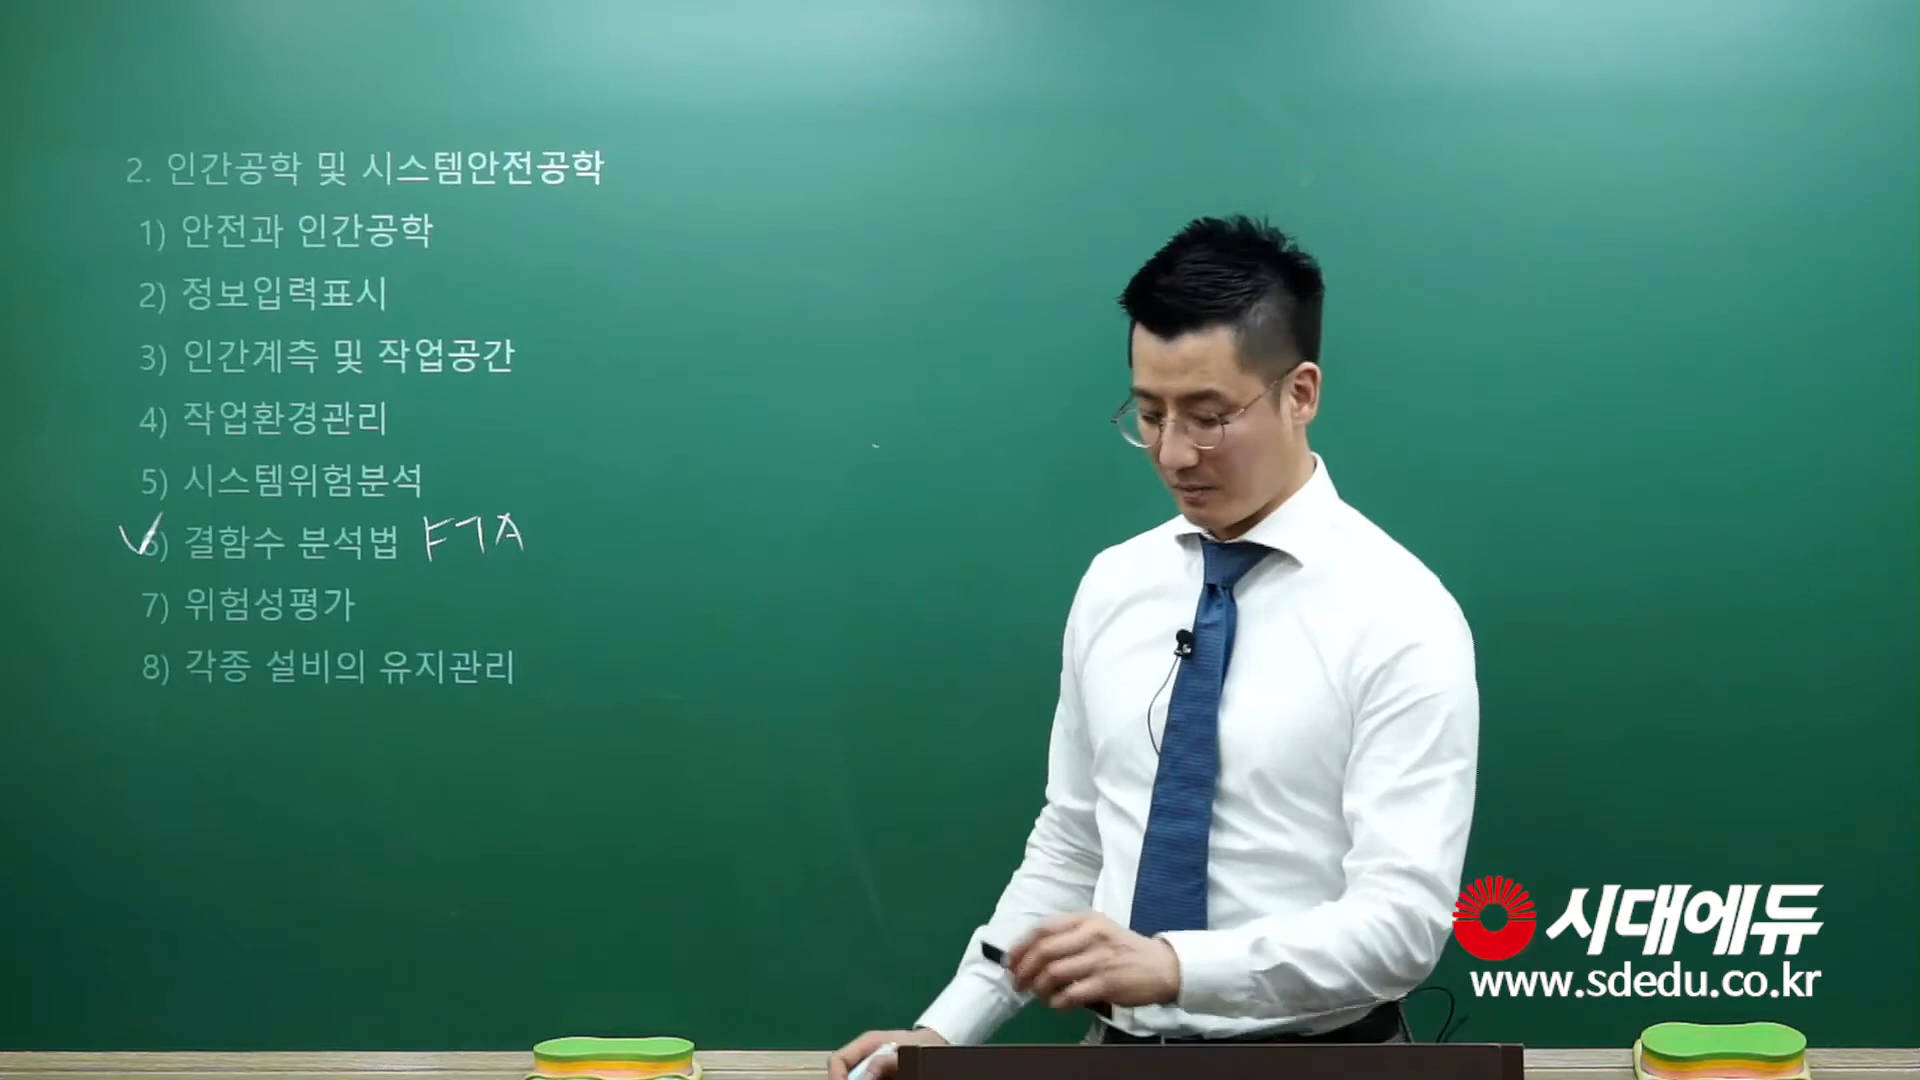 2. 인간공학 및 시스템안전공학
1) 안전과 인간공학
2) 정보입력표시
3) 인간계측 및 작업공간
4) 작업환경관리
5) 시스템위험분석
6) 결함수 분석법 FTA
7) 위험성평가
8) 각종 설비의 유지관리
시대에듀
www.sdedu.co.kr